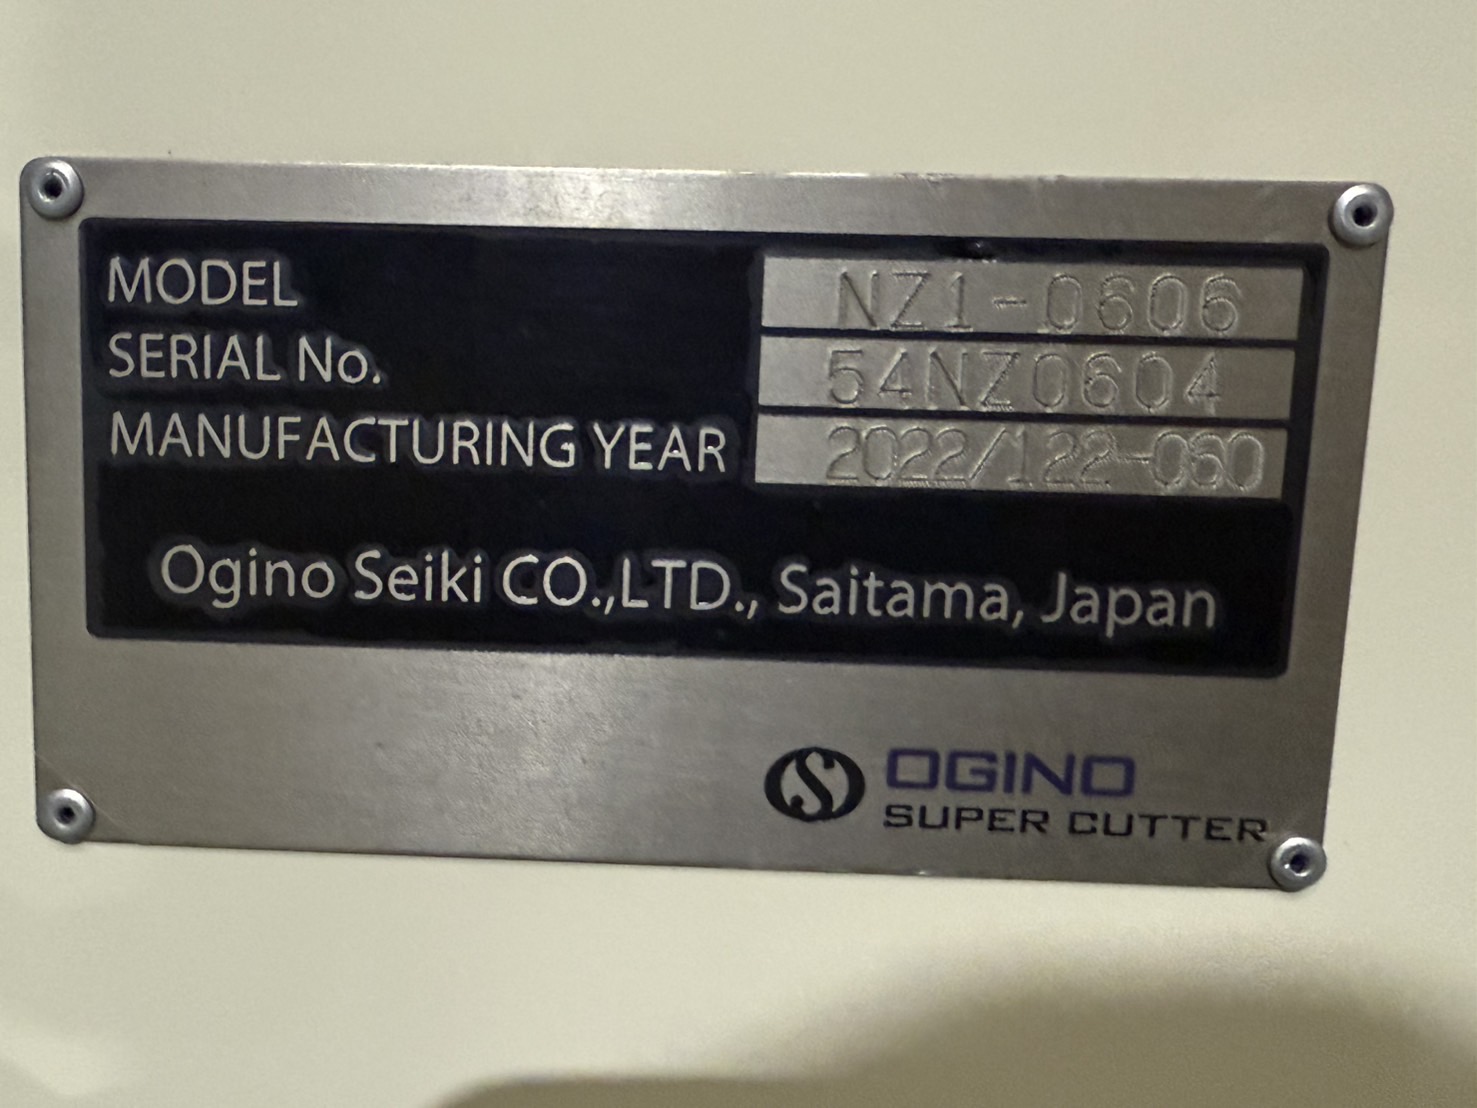 MODEL NZ1-0606
SERIAL No. 54NZ0604
MANUFACTURING YEAR 2022/122-060
Ogino Seiki CO.,LTD., Saitama, Japan
OGINO
SUPER CUTTER